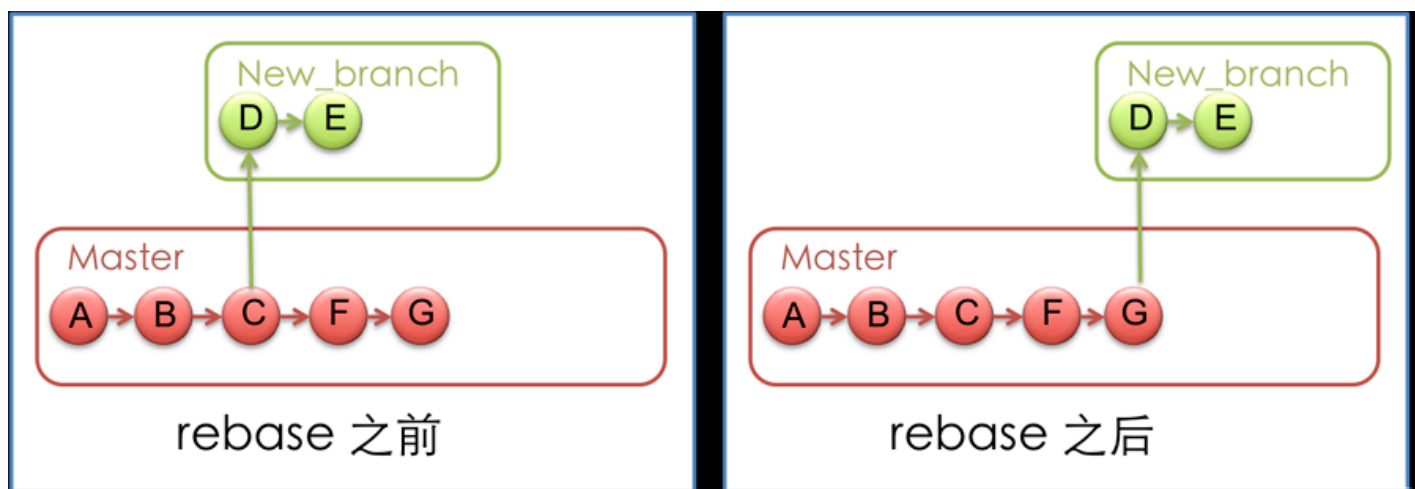 New_branch
D E
Master
A B C F G
rebase 之前
New_branch
D E
Master
A B C F G
rebase 之后